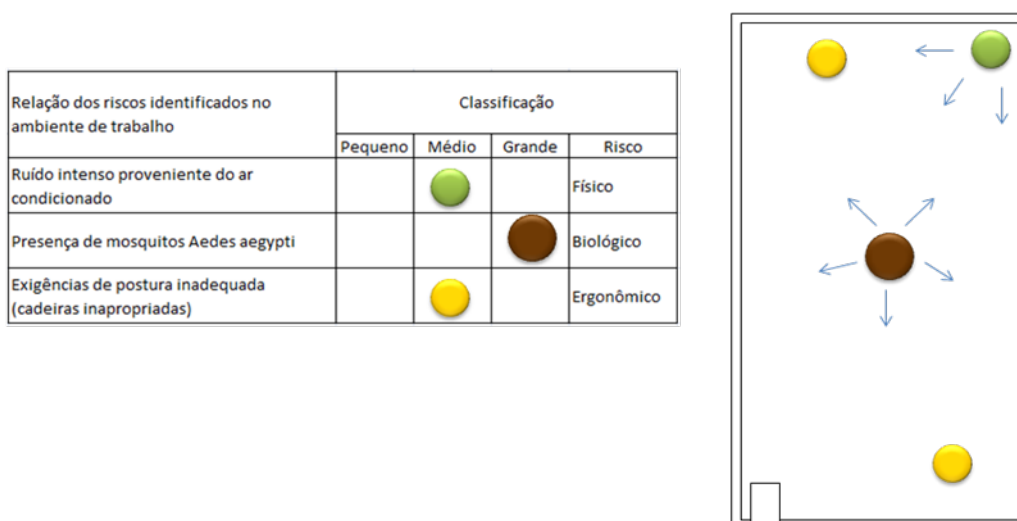 Relação dos riscos identificados no
ambiente de trabalho
Classificação
Pequeno Médio Grande Risco
Ruído intenso proveniente do ar
condicionado
Físico
Presença de mosquitos Aedes aegypti
Biológico
Exigências de postura inadequada
(cadeiras inapropriadas)
Ergonômico